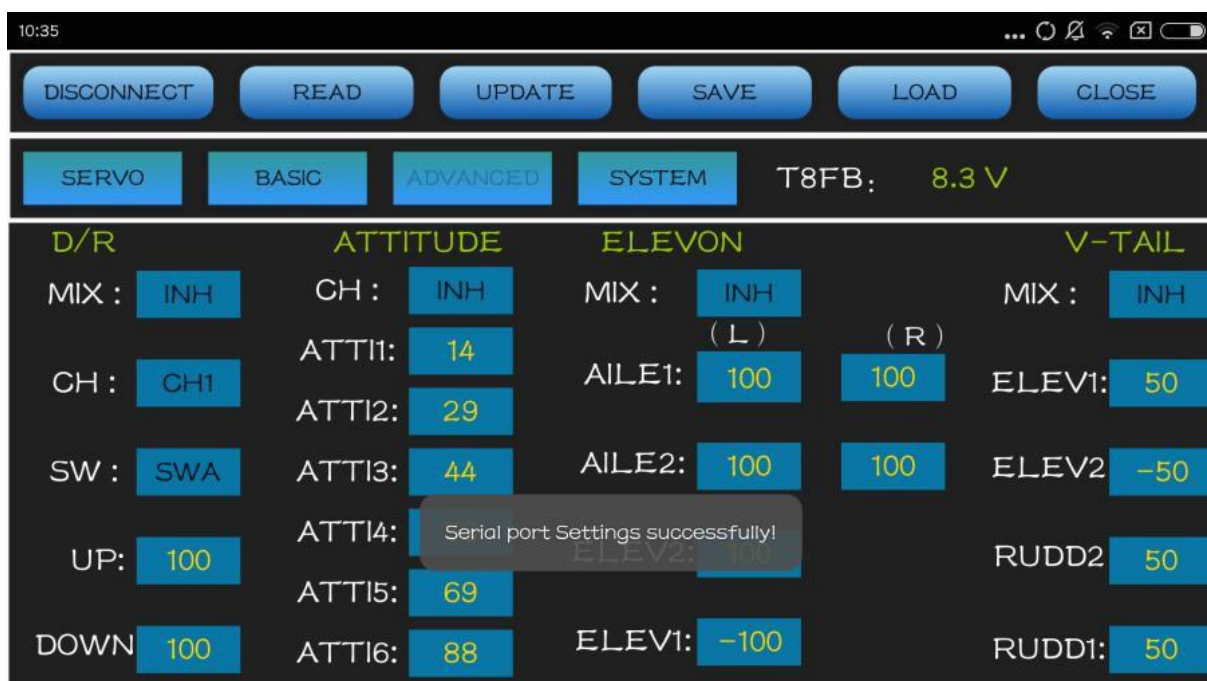 10:35
DISCONNECT READ UPDATE SAVE LOAD CLOSE
SERVO BASIC ADVANCED SYSTEM T8FB: 8.3 V
D/R ATTITUDE ELEVON V-TAIL
MIX : INH CH : INH MIX : INH MIX : INH
(L) (R)
ATTI1: 14
CH : CH1 AILE1: 100 100 ELEV1: 50
ATTI2: 29
SW : SWA ATTI3: 44 AILE2: 100 100 ELEV2 -50
ATTI4:
Serial port Settings successfully!
UP: 100 ELEV2: 100 RUDD2 50
ATTI5: 69
DOWN 100 ATTI6: 88 ELEV1: -100 RUDD1: 50